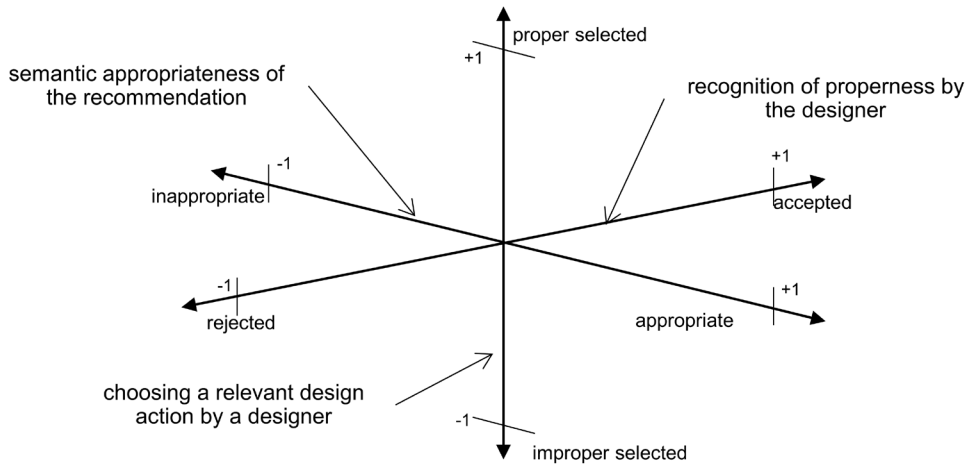 proper selected
+1
semantic appropriateness of
the recommendation
recognition of properness by
the designer
-1
+1
inappropriate
accepted
-1
+1
rejected
appropriate
choosing a relevant design
action by a designer
-1
improper selected